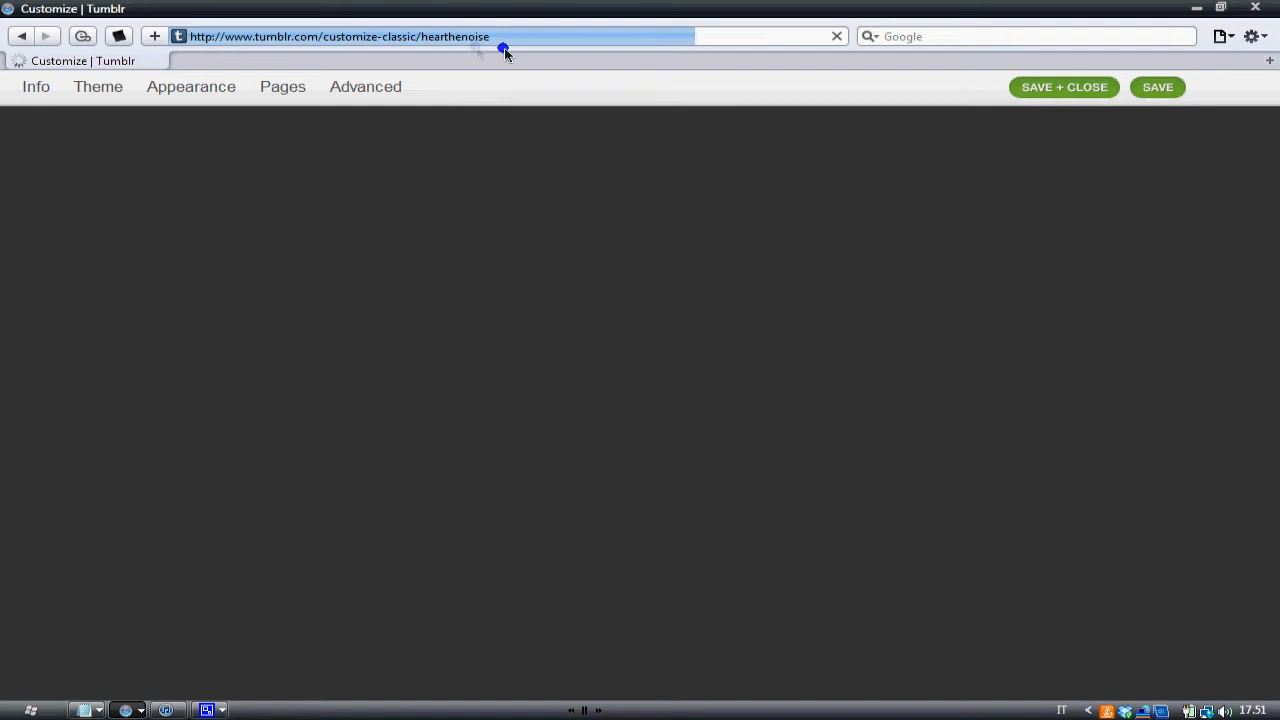 Customize | Tumblr
http://www.tumblr.com/customize-classic/hearthenoise
Google
Customize | Tumblr
Info Theme Appearance Pages Advanced SAVE + CLOSE SAVE
IT 17.51